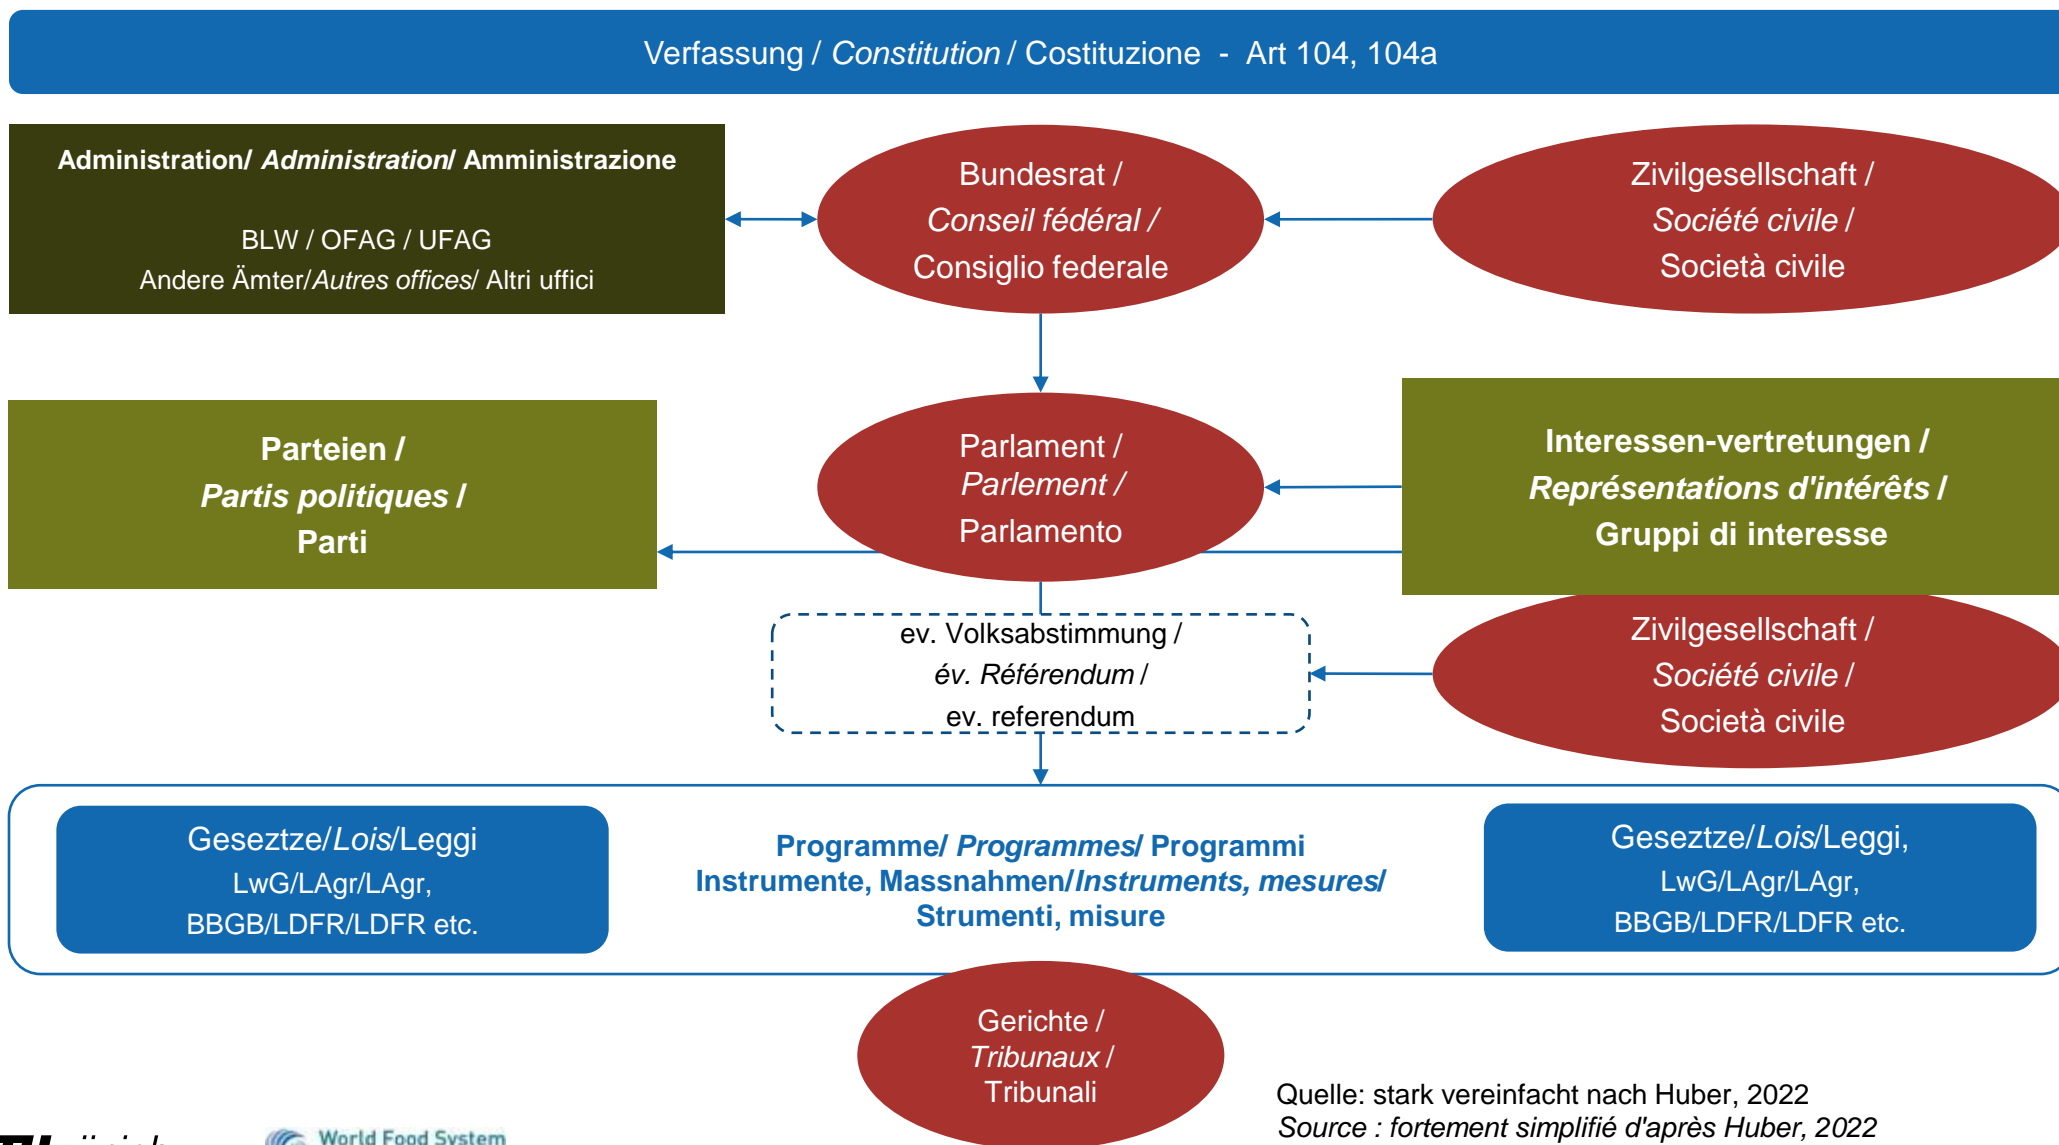 Verfassung / Constitution / Costituzione - Art 104, 104a
Administration/ Administration/ Amministrazione
BLW / OFAG / UFAG
Andere Ämter/Autres offices/ Altri uffici
Bundesrat /
Conseil fédéral /
Consiglio federale
Zivilgesellschaft /
Société civile /
Società civile
Parteien /
Partis politiques /
Parti
Parlament /
Parlement /
Parlamento
Interessen-vertretungen /
Représentations d'intérêts /
Gruppi di interesse
ev. Volksabstimmung /
év. Référendum /
ev. referendum
Zivilgesellschaft /
Société civile /
Società civile
Geseztze/Lois/Leggi
LwG/LAgr/LAgr,
BBGB/LDFR/LDFR etc.
Programme/ Programmes/ Programmi
Instrumente, Massnahmen/Instruments, mesures/
Strumenti, misure
Geseztze/Lois/Leggi,
LwG/LAgr/LAgr,
BBGB/LDFR/LDFR etc.
Gerichte /
Tribunaux /
Tribunali
Quelle: stark vereinfacht nach Huber, 2022
Source : fortement simplifié d'après Huber, 2022
World Food System